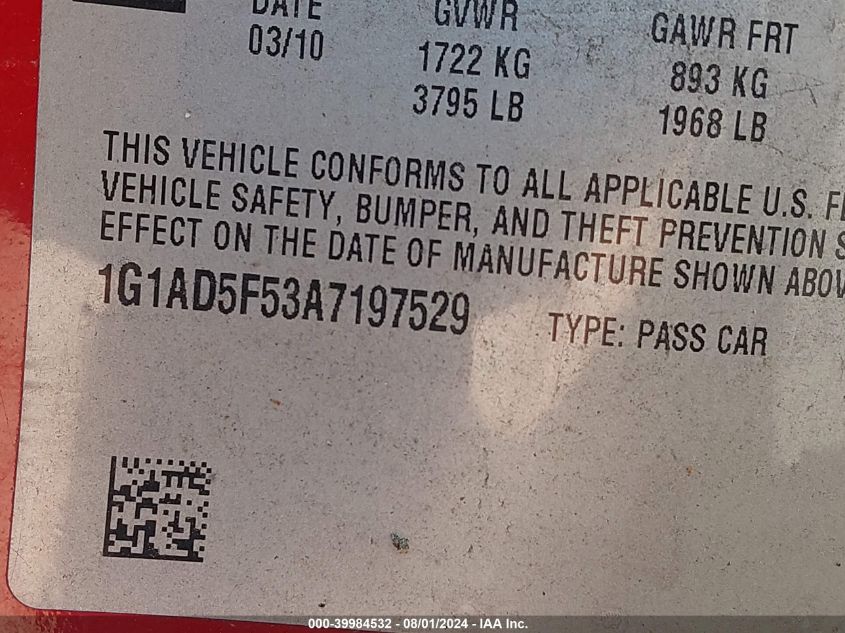 DATE GVWR GAWR FRT
03/10 1722 KG 893 KG
3795 LB 1968 LB
THIS VEHICLE CONFORMS TO ALL APPLICABLE U.S.
VEHICLE SAFETY, BUMPER, AND THEFT PREVENTION
EFFECT ON THE DATE OF MANUFACTURE SHOWN
1G1AD5F53A7197529 TYPE: PASS CAR
000-39984532 - 08/01/2024 - IAA Inc.